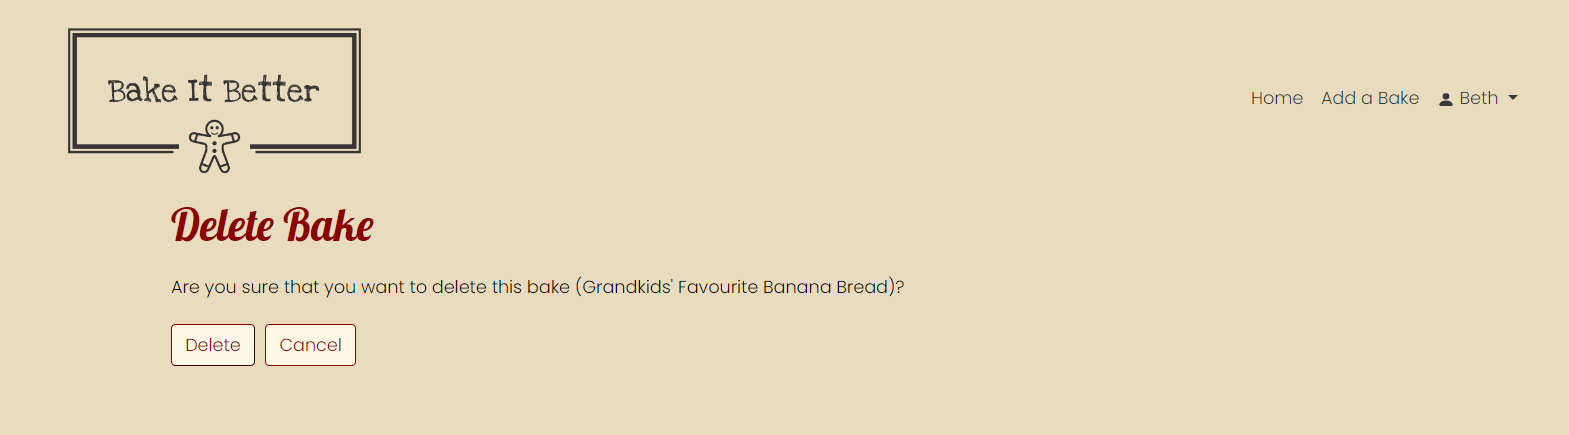 Bake It Better
Home Add a Bake Beth
Delete Bake
Are you sure that you want to delete this bake (Grandkids' Favourite Banana Bread)?
Delete Cancel